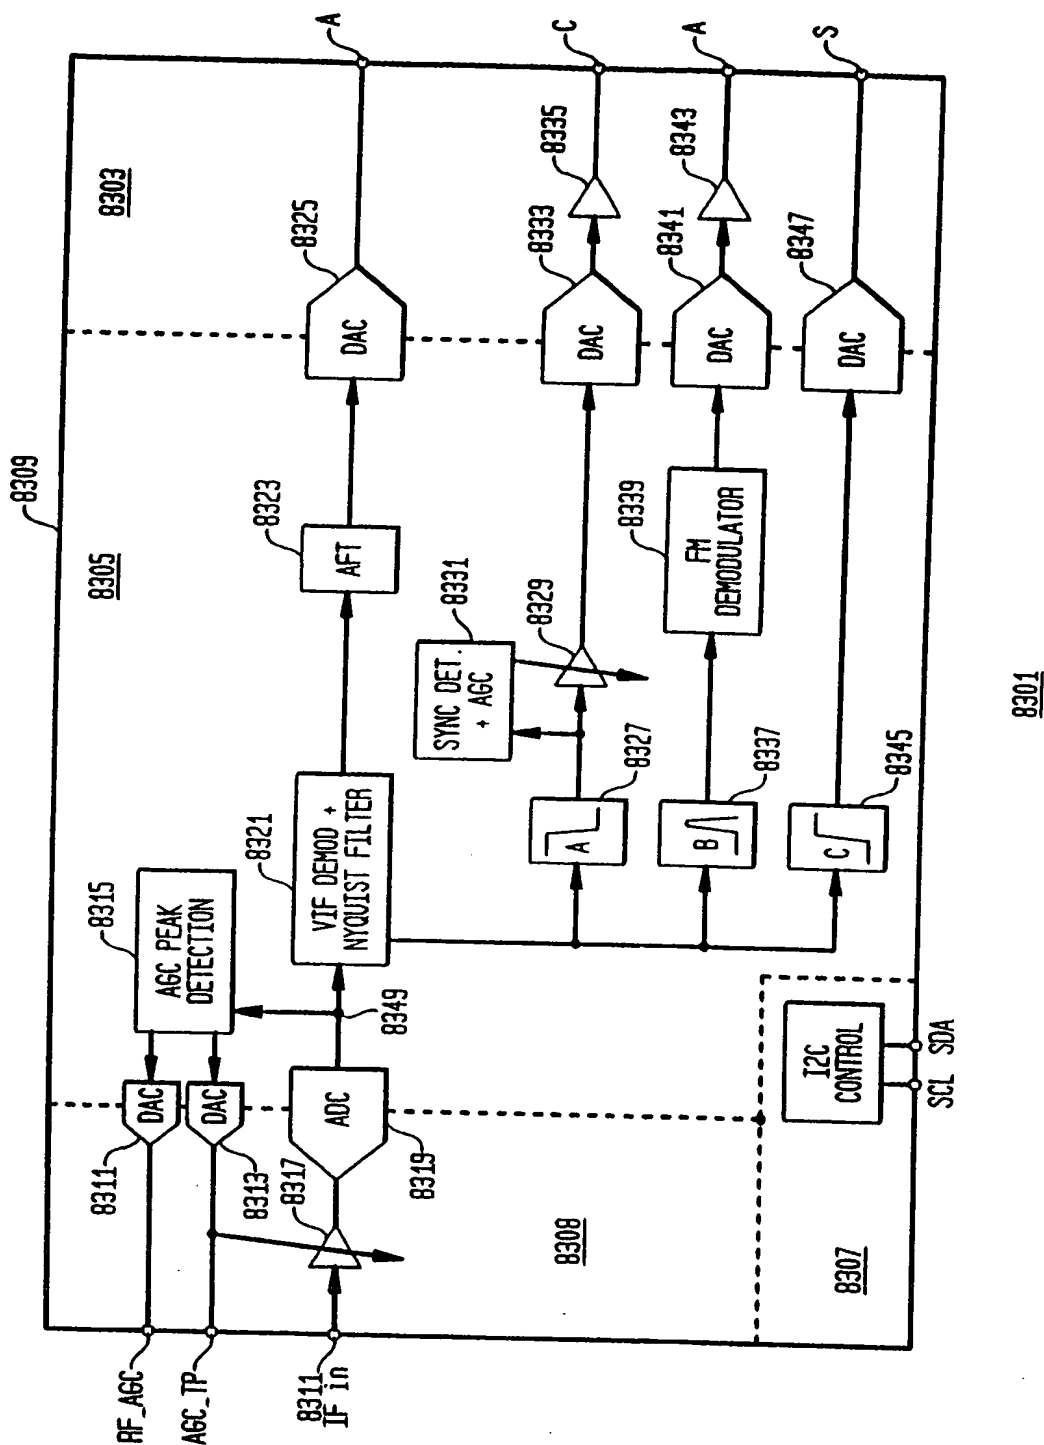 8301
8309
8303
8305
8308
8307
RF_AGC
AGC_TP
8311
IF in
8311
DAC
8313
DAC
8315
AGC PEAK
DETECTION
8317
8319
ADC
8349
8321
VIF DEMOD +
NYQUIST FILTER
8323
AFT
8325
DAC
A
8327
A
8331
SYNC DET.
+ AGC
8329
8333
DAC
8335
C
8337
B
8339
FM
DEMODULATOR
8341
DAC
8343
A
8345
C
8347
DAC
S
I2C
CONTROL
SCL
SDA